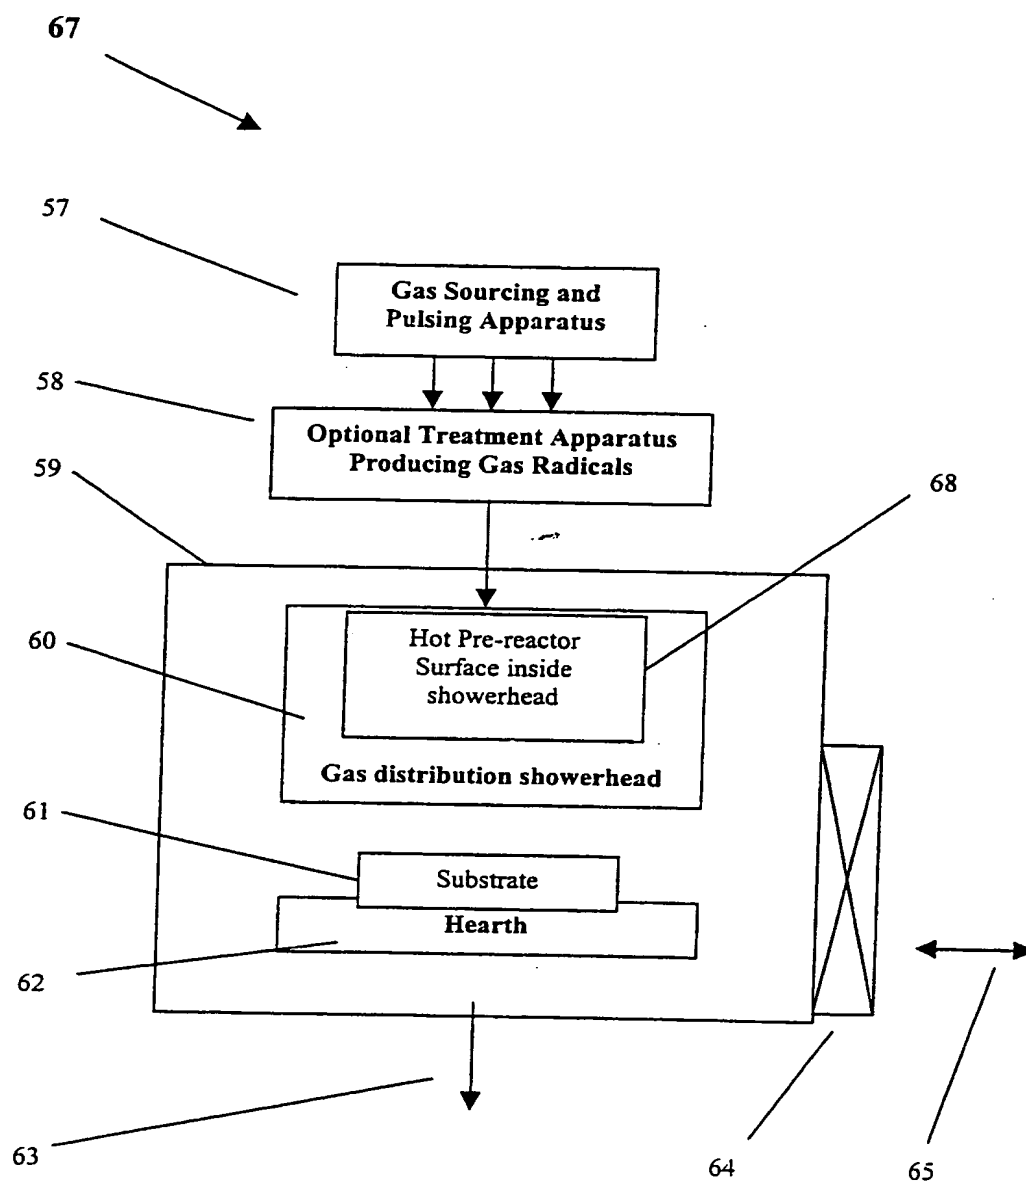 67
57
Gas Sourcing and
Pulsing Apparatus
58
Optional Treatment Apparatus
Producing Gas Radicals
59
68
60
Hot Pre-reactor
Surface inside
showerhead
Gas distribution showerhead
61
Substrate
Hearth
62
63
64
65